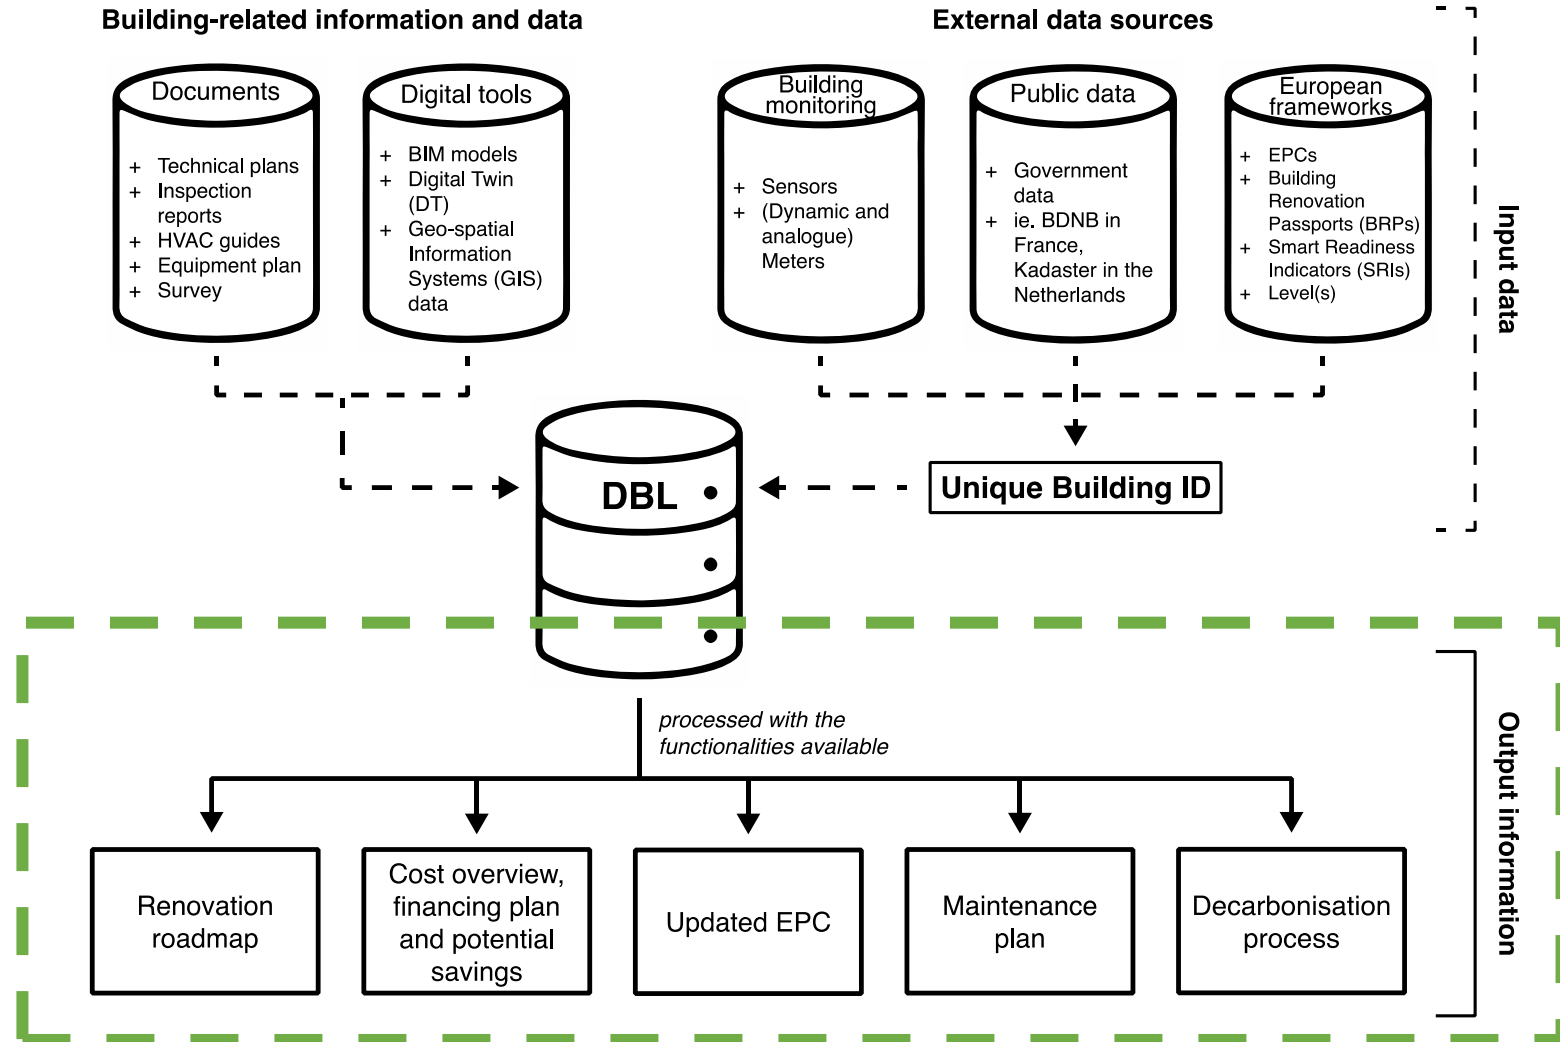 Building-related information and data
External data sources
Documents
+ Technical plans
+ Inspection
reports
+ HVAC guides
+ Equipment plan
+ Survey
Digital tools
+ BIM models
+ Digital Twin
(DT)
+ Geo-spatial
Information
Systems (GIS)
data
Building
monitoring
+ Sensors
+ (Dynamic and
analogue)
Meters
Public data
+ Government
data
+ ie. BDNB in
France,
Kadaster in the
Netherlands
European
frameworks
+ EPCs
+ Building
Renovation
Passports (BRPs)
+ Smart Readiness
Indicators (SRIs)
+ Level(s)
Input data
DBL
Unique Building ID
processed with the
functionalities available
Output information
Renovation
roadmap
Cost overview,
financing plan
and potential
savings
Updated EPC
Maintenance
plan
Decarbonisation
process